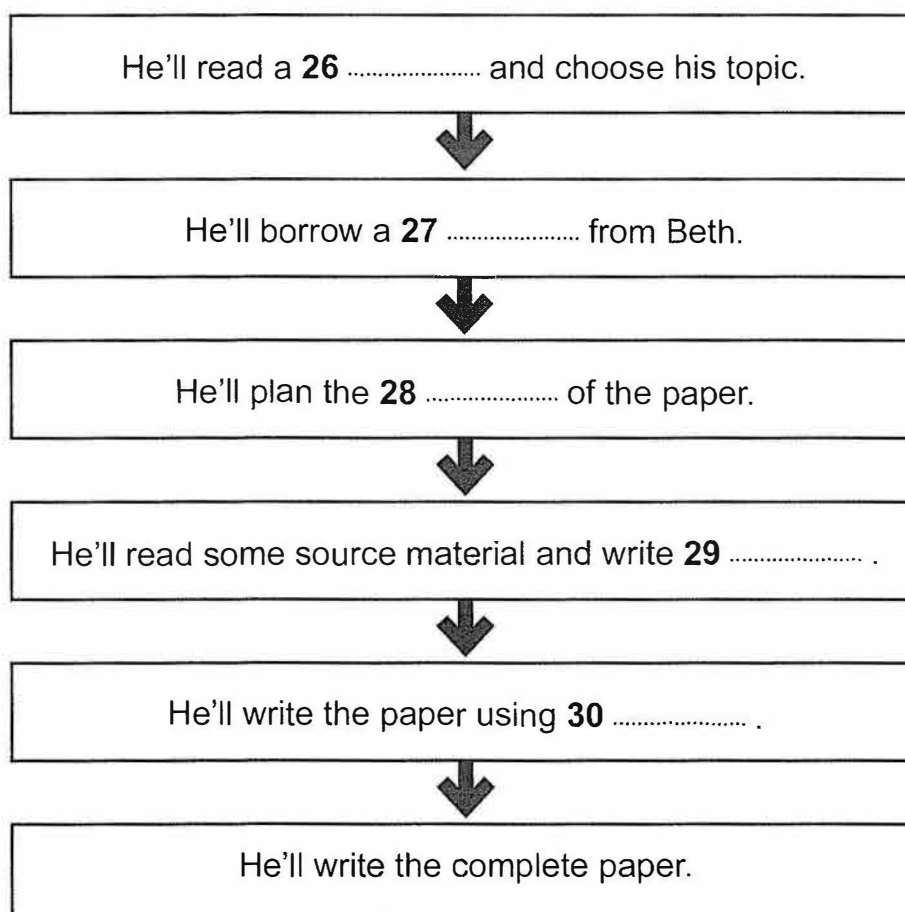 He'll read a 26 ..................... and choose his topic.
He'll borrow a 27 ..................... from Beth.
He'll plan the 28 ..................... of the paper.
He'll read some source material and write 29 ..................... .
He'll write the paper using 30 ..................... .
He'll write the complete paper.